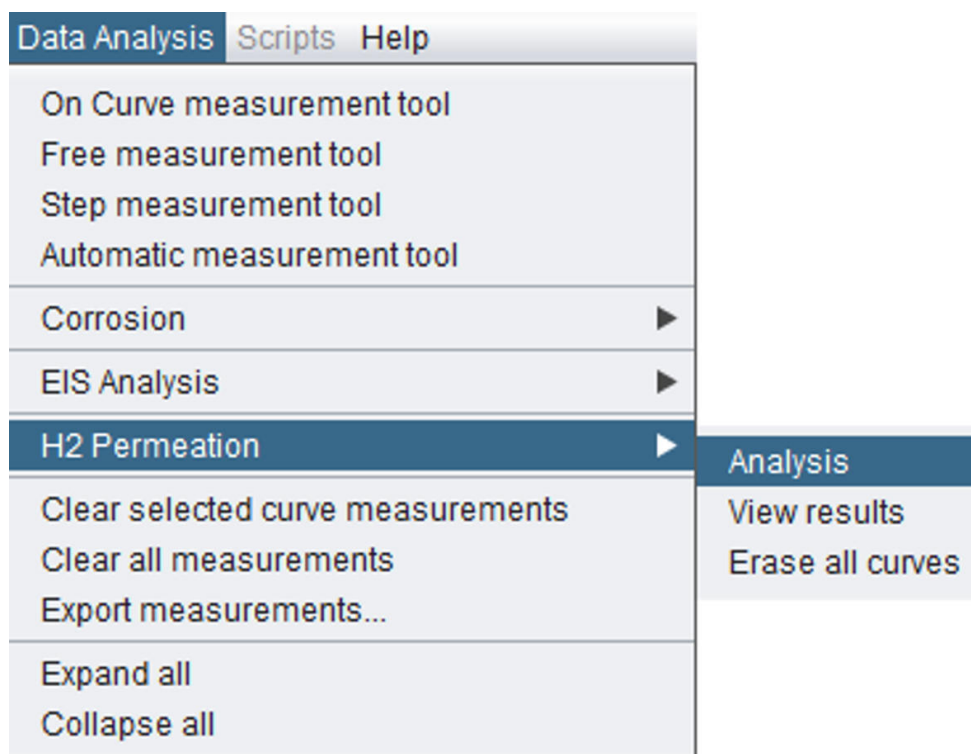 Data Analysis Scripts Help
On Curve measurement tool
Free measurement tool
Step measurement tool
Automatic measurement tool
Corrosion
EIS Analysis
H2 Permeation
Analysis
View results
Erase all curves
Clear selected curve measurements
Clear all measurements
Export measurements...
Expand all
Collapse all